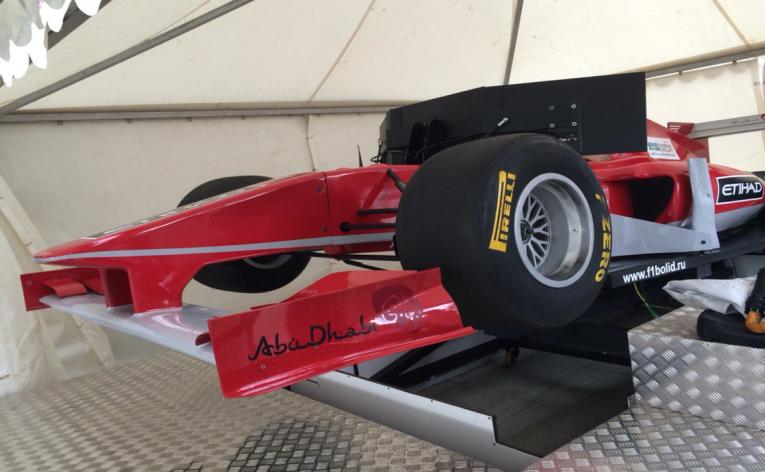 PIRELLI
P ZERO
ETIHAD
www.f1bolid.ru
Abu Dhabi